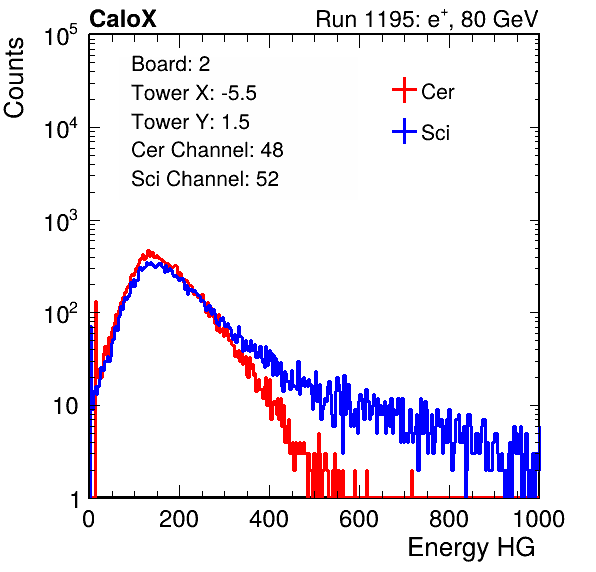 CaloX Run 1195: e⁺, 80 GeV
Counts
Board: 2
Tower X: -5.5
Tower Y: 1.5
Cer Channel: 48
Sci Channel: 52
Cer
Sci
10⁵
10⁴
10³
10²
10
1
0 200 400 600 800 1000
Energy HG